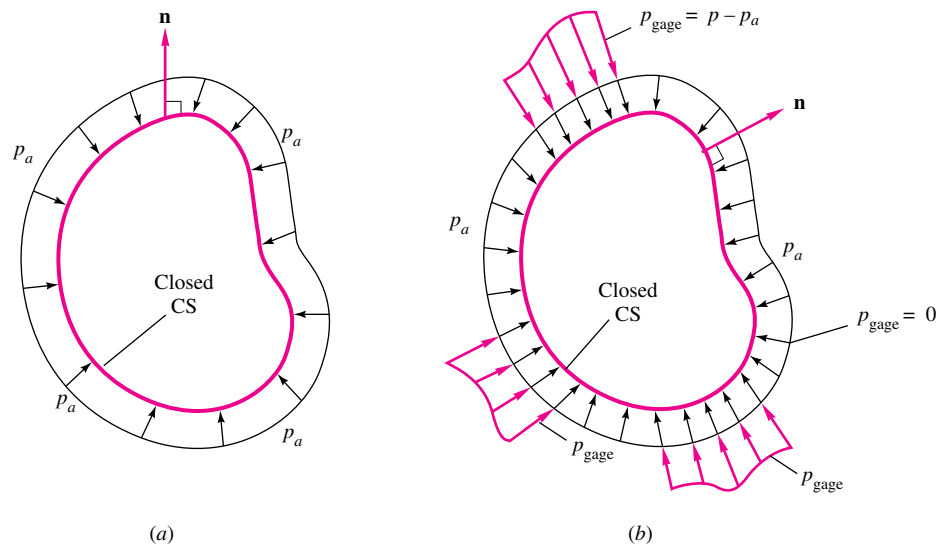 n
p_a
p_a
Closed
CS
p_a
p_a
(a)
p_gage = p – p_a
n
p_a
p_a
Closed
CS
p_gage = 0
p_gage
p_gage
(b)